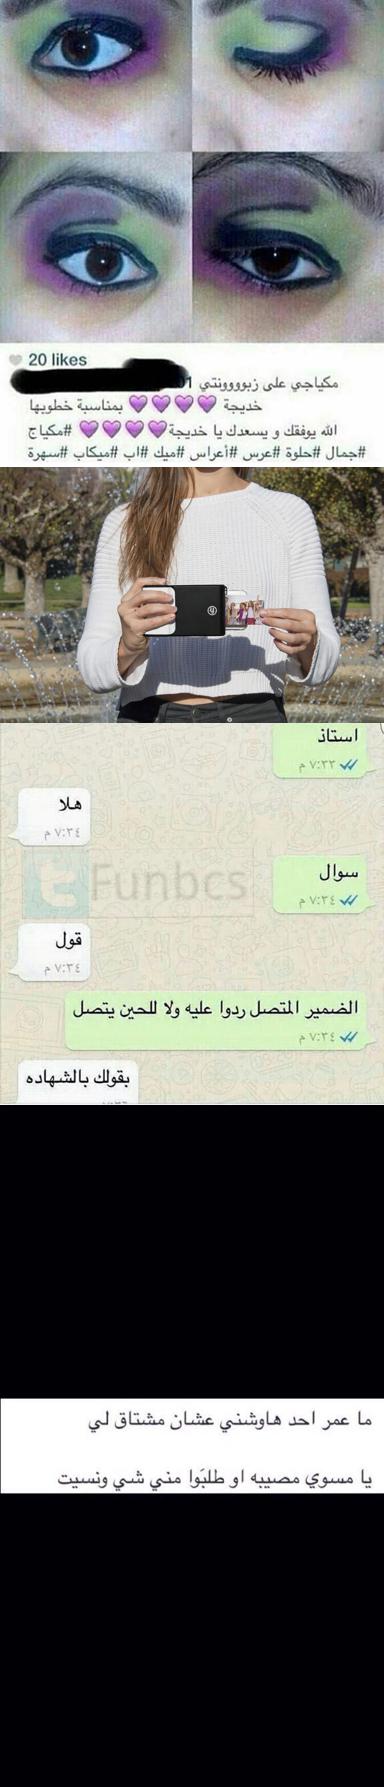 20 likes
مكياجي على زبوووونتي
خديجة 💜💜💜💜 بمناسبة خطوبها
الله يوفقك و يسعدك يا خديجة💜💜💜💜 #مكياج
#جمال #حلوة #عرس #أعراس #ميك #اب #ميكاب #سهرة
استاذ
٧:٣٣ م
هلا
٧:٣٤ م
Funbcs
سوال
٧:٣٤ م
قول
٧:٣٤ م
الضمير المتصل ردوا عليه ولا للحين يتصل
٧:٣٤ م
بقولك بالشهاده
ما عمر احد هاوشني عشان مشتاق لي
يا مسوي مصيبه او طلبَوا مني شي ونسيت